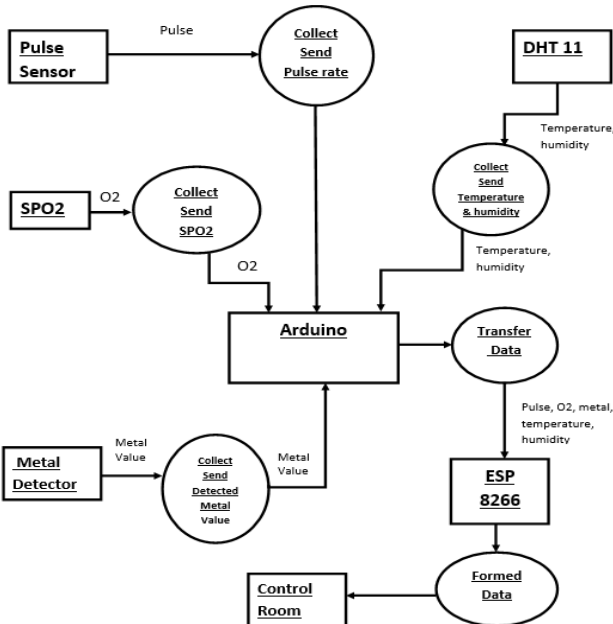 Pulse
Sensor
Pulse
Collect
Send
Pulse rate
DHT 11
Temperature,
humidity
SPO2
O2
Collect
Send
SPO2
O2
Collect
Send
Temperature
& humidity
Temperature,
humidity
Arduino
Transfer
Data
Metal
Detector
Metal
Value
Collect
Send
Detected
Metal
Value
Metal
Value
Pulse, O2, metal,
temperature,
humidity
ESP
8266
Formed
Data
Control
Room